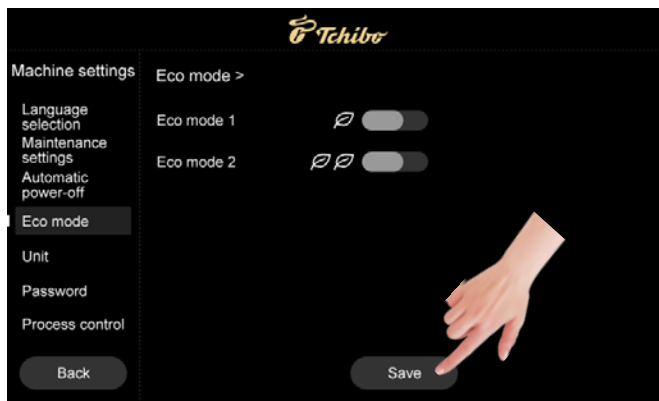 Tchibo
Machine settings
Eco mode >
Language
selection
Eco mode 1
Maintenance
settings
Eco mode 2
Automatic
power-off
Eco mode
Unit
Password
Process control
Back
Save